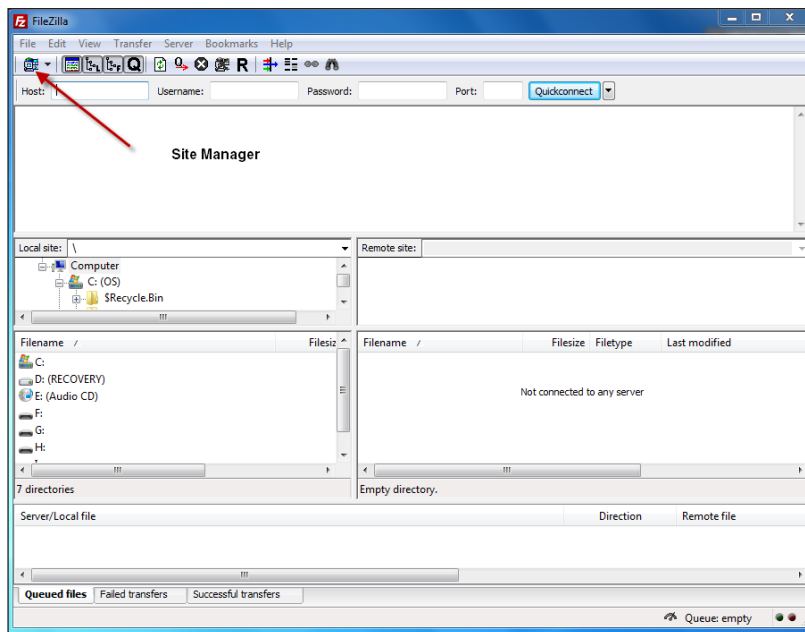 FileZilla
File Edit View Transfer Server Bookmarks Help
Host: Username: Password: Port: Quickconnect
Site Manager
Local site: \
Remote site:
Computer
C: (OS)
$Recycle.Bin
Filename / Filesiz
Filename / Filesize Filetype Last modified
C:
D: (RECOVERY)
E: (Audio CD)
F:
G:
H:
Not connected to any server
7 directories
Empty directory.
Server/Local file Direction Remote file
Queued files Failed transfers Successful transfers
Queue: empty